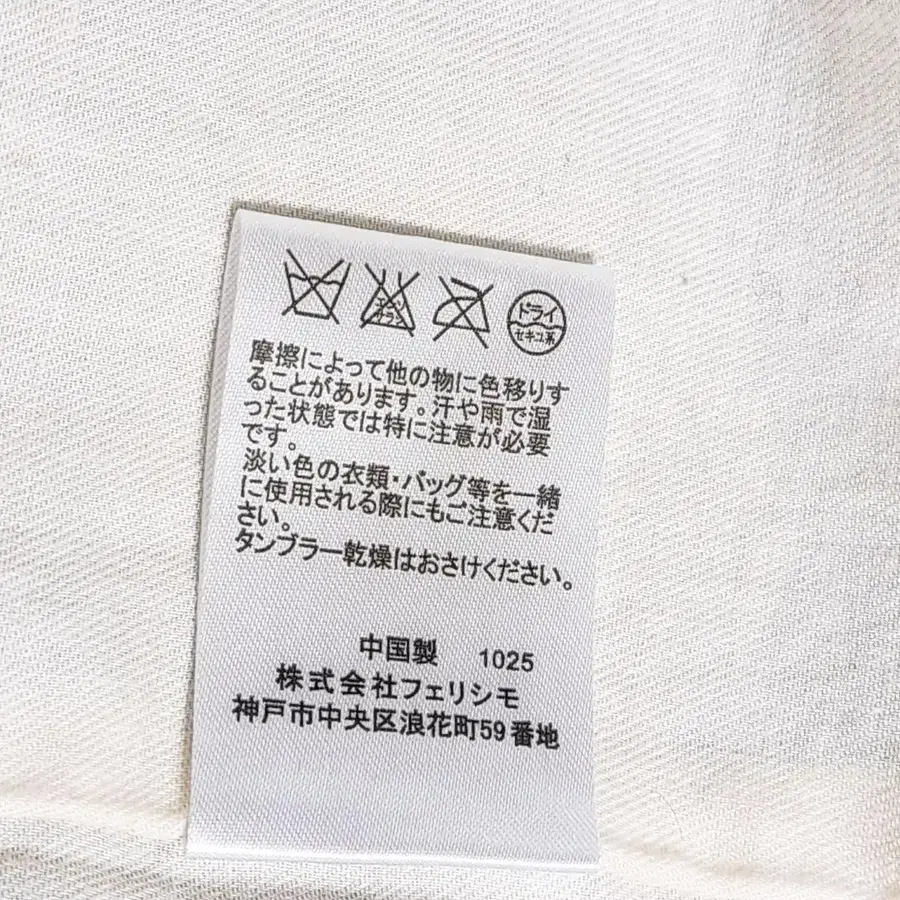 エンソ
サラシ
ドライ
セキユ系
摩擦によって他の物に色移りす
ることがあります。汗や雨で湿
った状態では特に注意が必要
です。
淡い色の衣類・バッグ等を一緒
に使用される際にもご注意くだ
さい。
タンブラー乾燥はおさけください。
中国製 1025
株式会社フェリシモ
神戸市中央区浪花町59番地